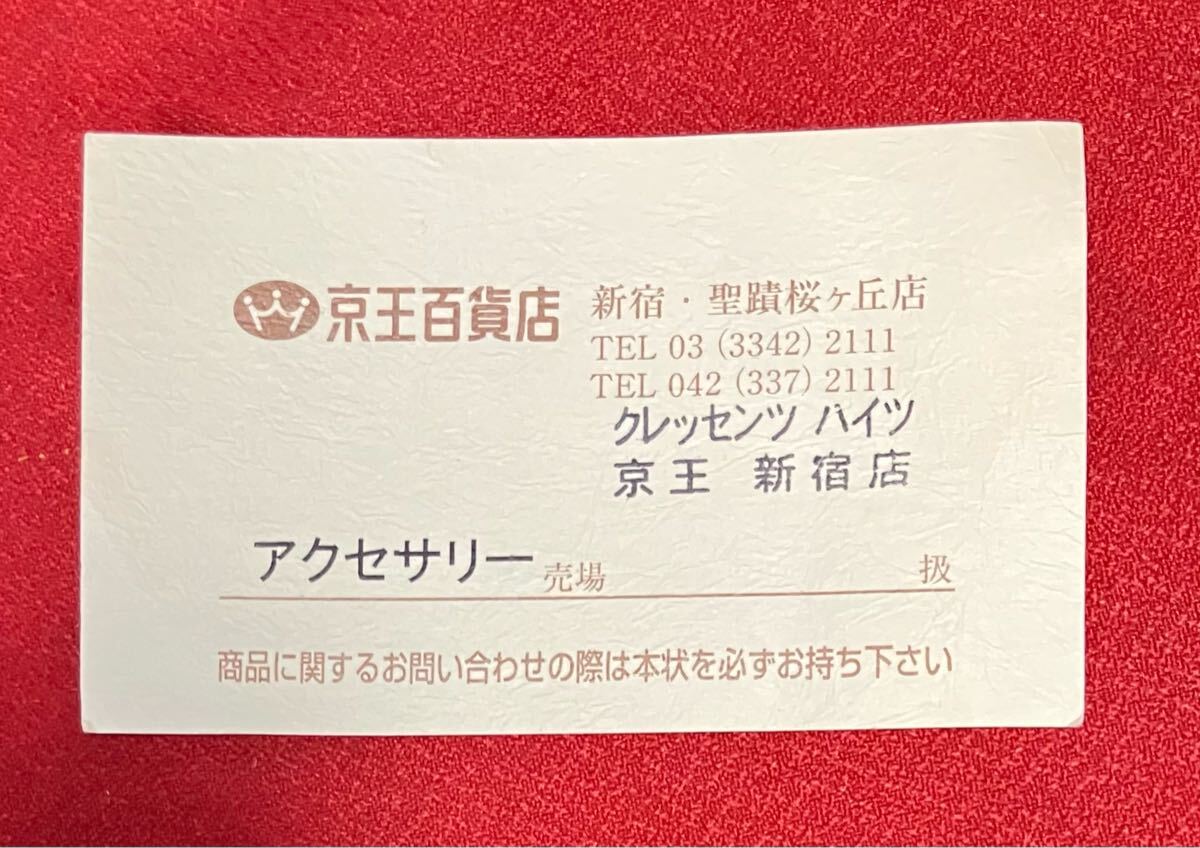 京王百貨店
新宿・聖蹟桜ヶ丘店
TEL 03 (3342) 2111
TEL 042 (337) 2111
クレッセンツ ハイツ
京王 新宿店
アクセサリー売場 扱
商品に関するお問い合わせの際は本状を必ずお持ち下さい